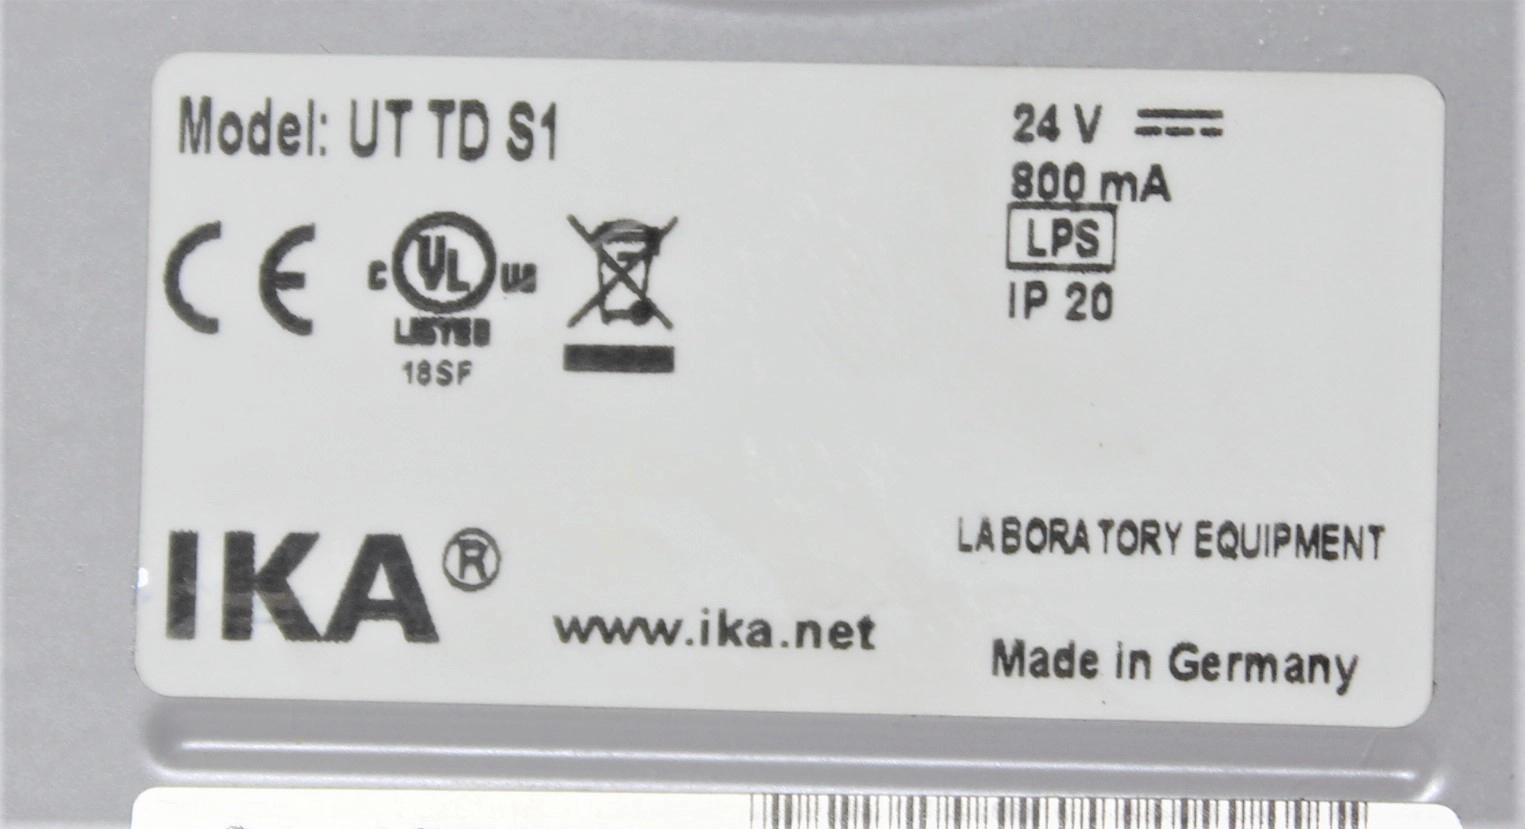 Model: UT TD S1
24 V
800 mA
LPS
IP 20
CE
C UL US
LISTED
18SF
IKA®
www.ika.net
LABORATORY EQUIPMENT
Made in Germany